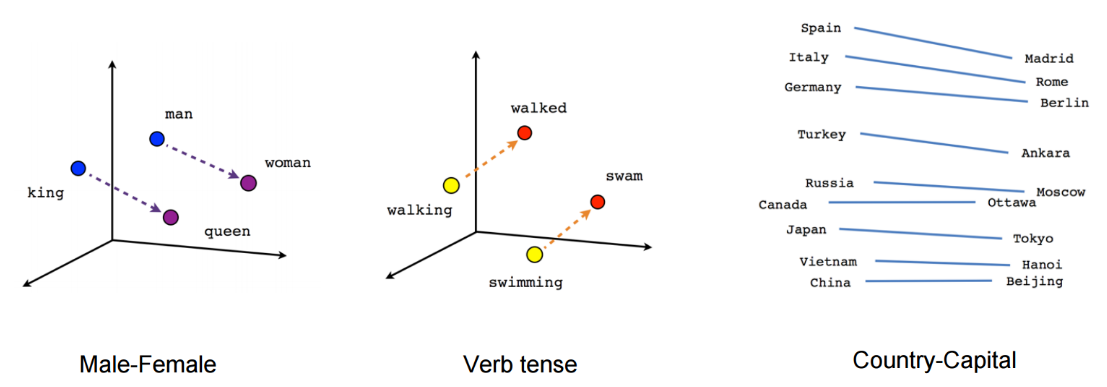 man
woman
king
queen
Male-Female
walked
swam
walking
swimming
Verb tense
Spain Madrid
Italy Rome
Germany Berlin
Turkey Ankara
Russia Moscow
Canada Ottawa
Japan Tokyo
Vietnam Hanoi
China Beijing
Country-Capital